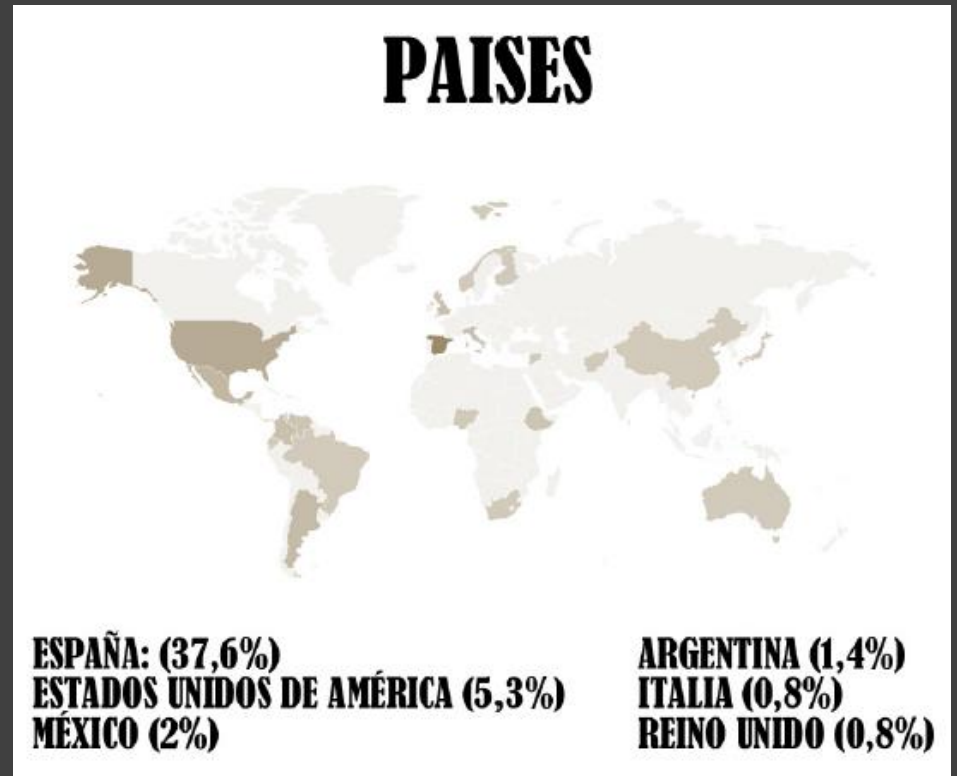 PAISES
ESPAÑA: (37,6%)
ESTADOS UNIDOS DE AMÉRICA (5,3%)
MÉXICO (2%)
ARGENTINA (1,4%)
ITALIA (0,8%)
REINO UNIDO (0,8%)